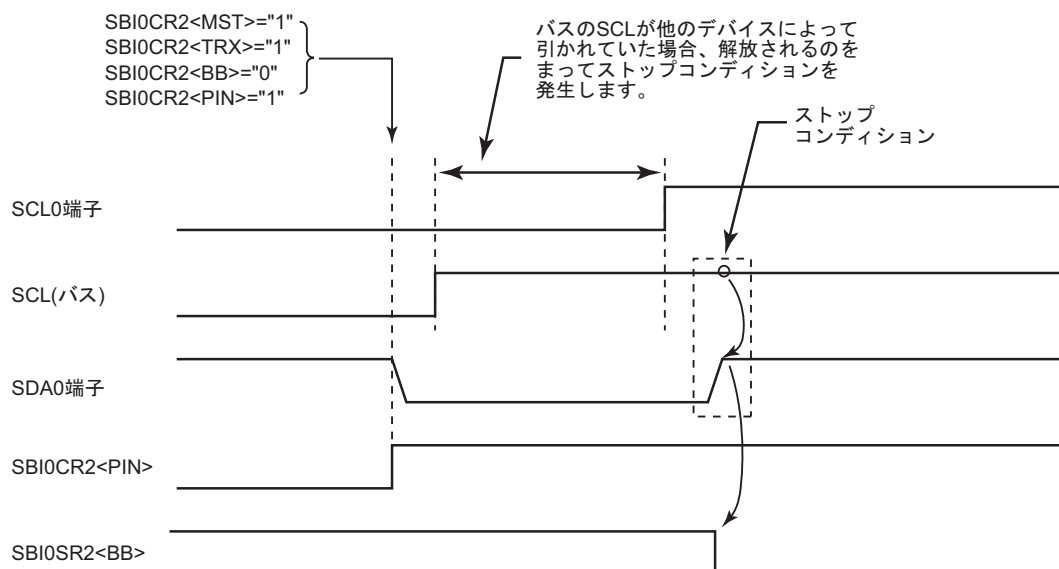 SBI0CR2<MST>="1"
SBI0CR2<TRX>="1"
SBI0CR2<BB>="0"
SBI0CR2<PIN>="1"
バスのSCLが他のデバイスによって
引かれていた場合、解放されるのを
まってストップコンディションを
発生します。
ストップ
コンディション
SCL0端子
SCL(バス)
SDA0端子
SBI0CR2<PIN>
SBI0SR2<BB>